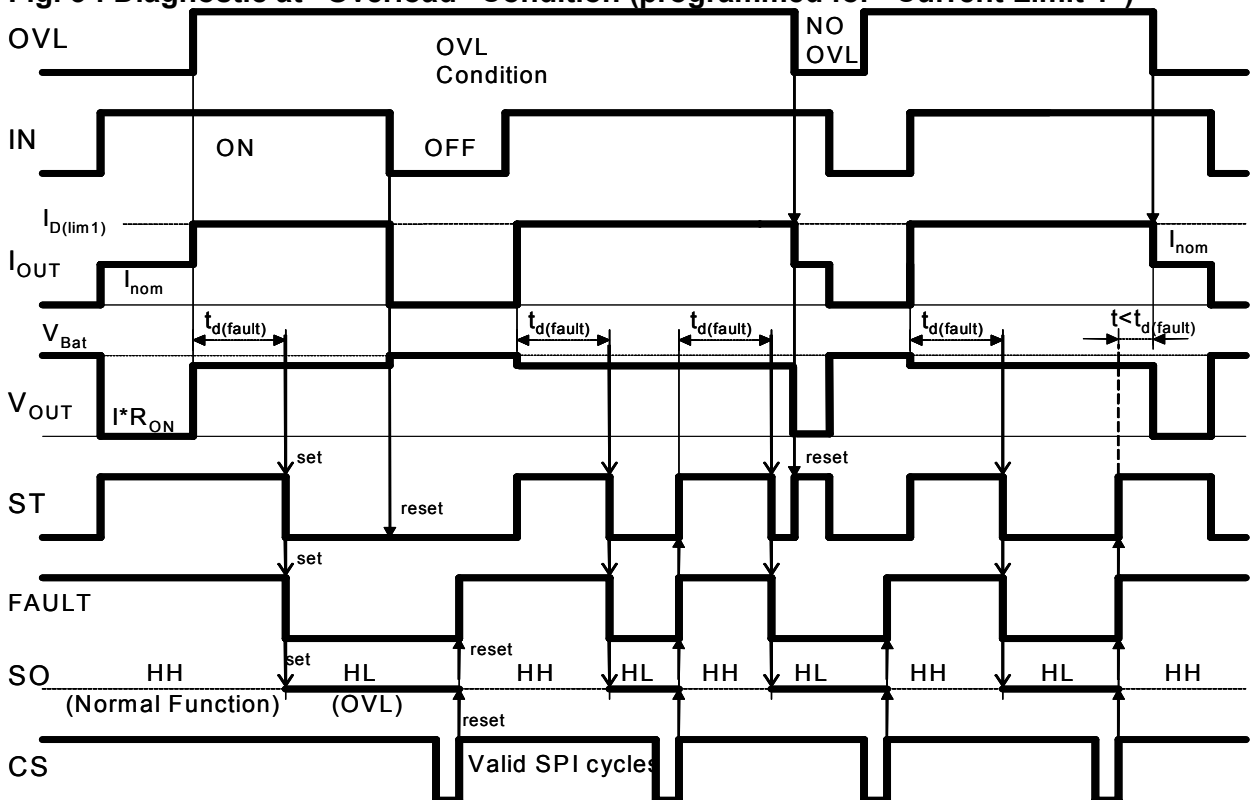 Diagnostic at Condition (programmed for "Current Limit 1")
OVL
OVL
Condition
NO
OVL
IN
ON
OFF
I_D(lim1)
I_OUT
I_nom
I_nom
V_Bat
t_d(fault)
t_d(fault)
t_d(fault)
t_d(fault)
t<t_d(fault)
V_OUT
I*R_ON
set
reset
ST
reset
set
FAULT
reset
set
SO
HH
HL
HH
HL
HH
HL
HH
HL
HH
(Normal Function)
(OVL)
reset
CS
Valid SPI cycles